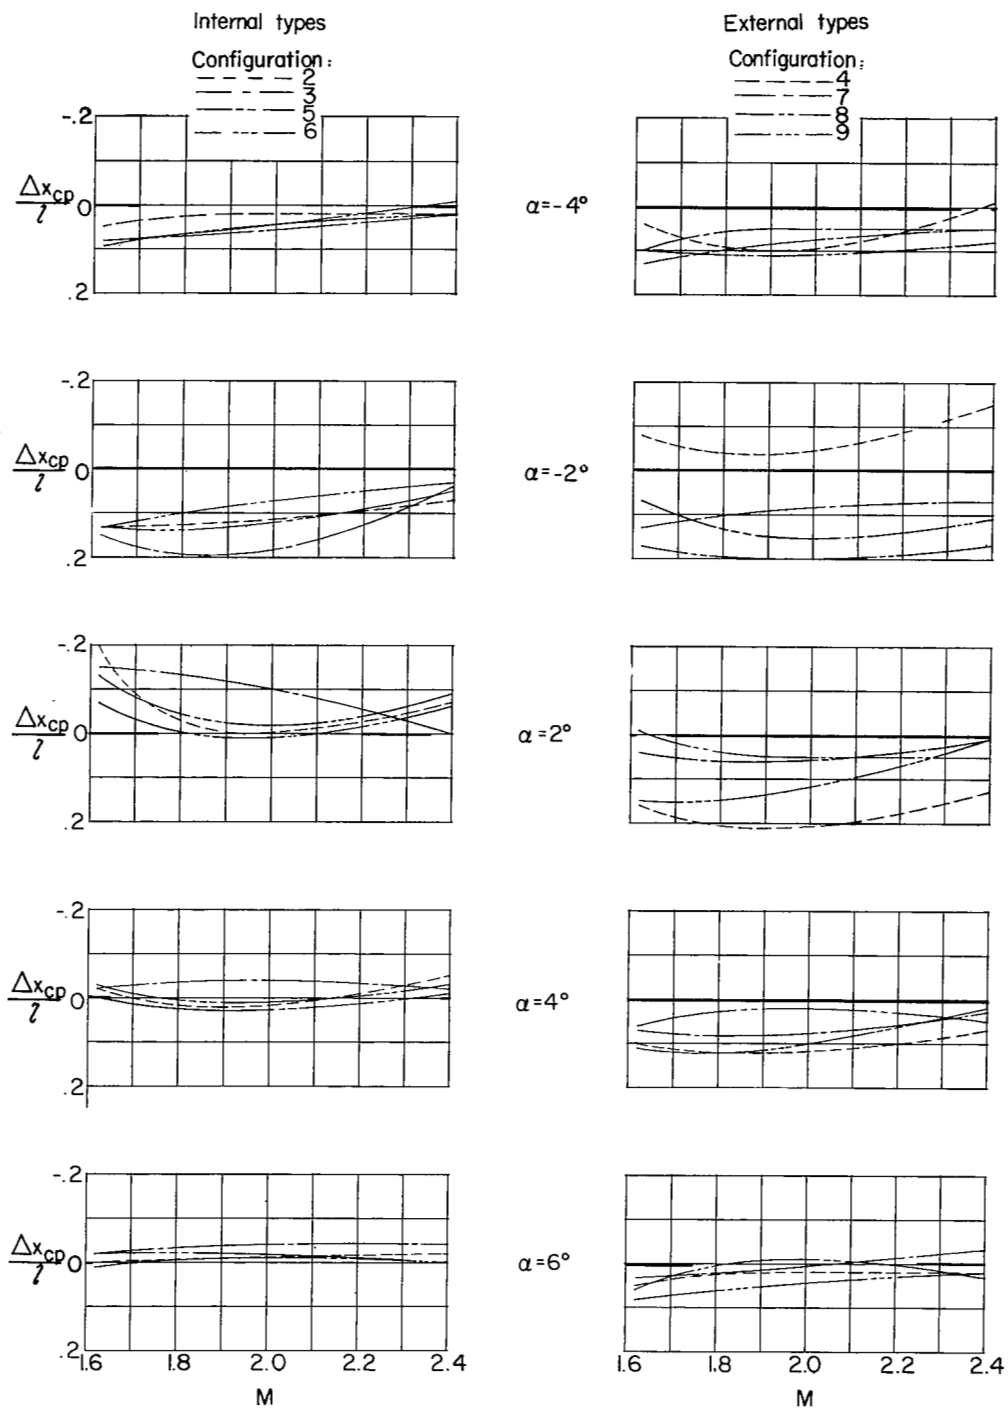 Internal types
External types
Configuration:
2
3
5
6
Configuration:
4
7
8
9
-.2
Δxcp
l
0
.2
α=-4°
-.2
Δxcp
l
0
.2
α=-2°
-.2
Δxcp
l
0
.2
α=2°
-.2
Δxcp
l
0
.2
α=4°
-.2
Δxcp
l
0
.2
α=6°
1.6 2.0 2.2 2.4
M
1.6 1.8 2.0 2.2 2.4
M